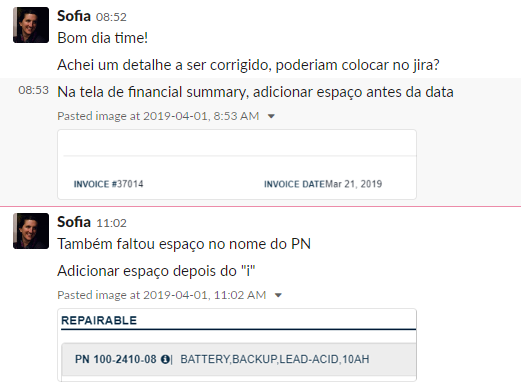 Sofia 08:52
Bom dia time!
Achei um detalhe a ser corrigido, poderiam colocar no jira?
08:53 Na tela de financial summary, adicionar espaço antes da data
Pasted image at 2019-04-01, 8:53 AM
INVOICE #37014 INVOICE DATEMar 21, 2019
Sofia 11:02
Também faltou espaço no nome do PN
Adicionar espaço depois do "i"
Pasted image at 2019-04-01, 11:02 AM
REPAIRABLE
PN 100-2410-08 i| BATTERY,BACKUP,LEAD-ACID,10AH